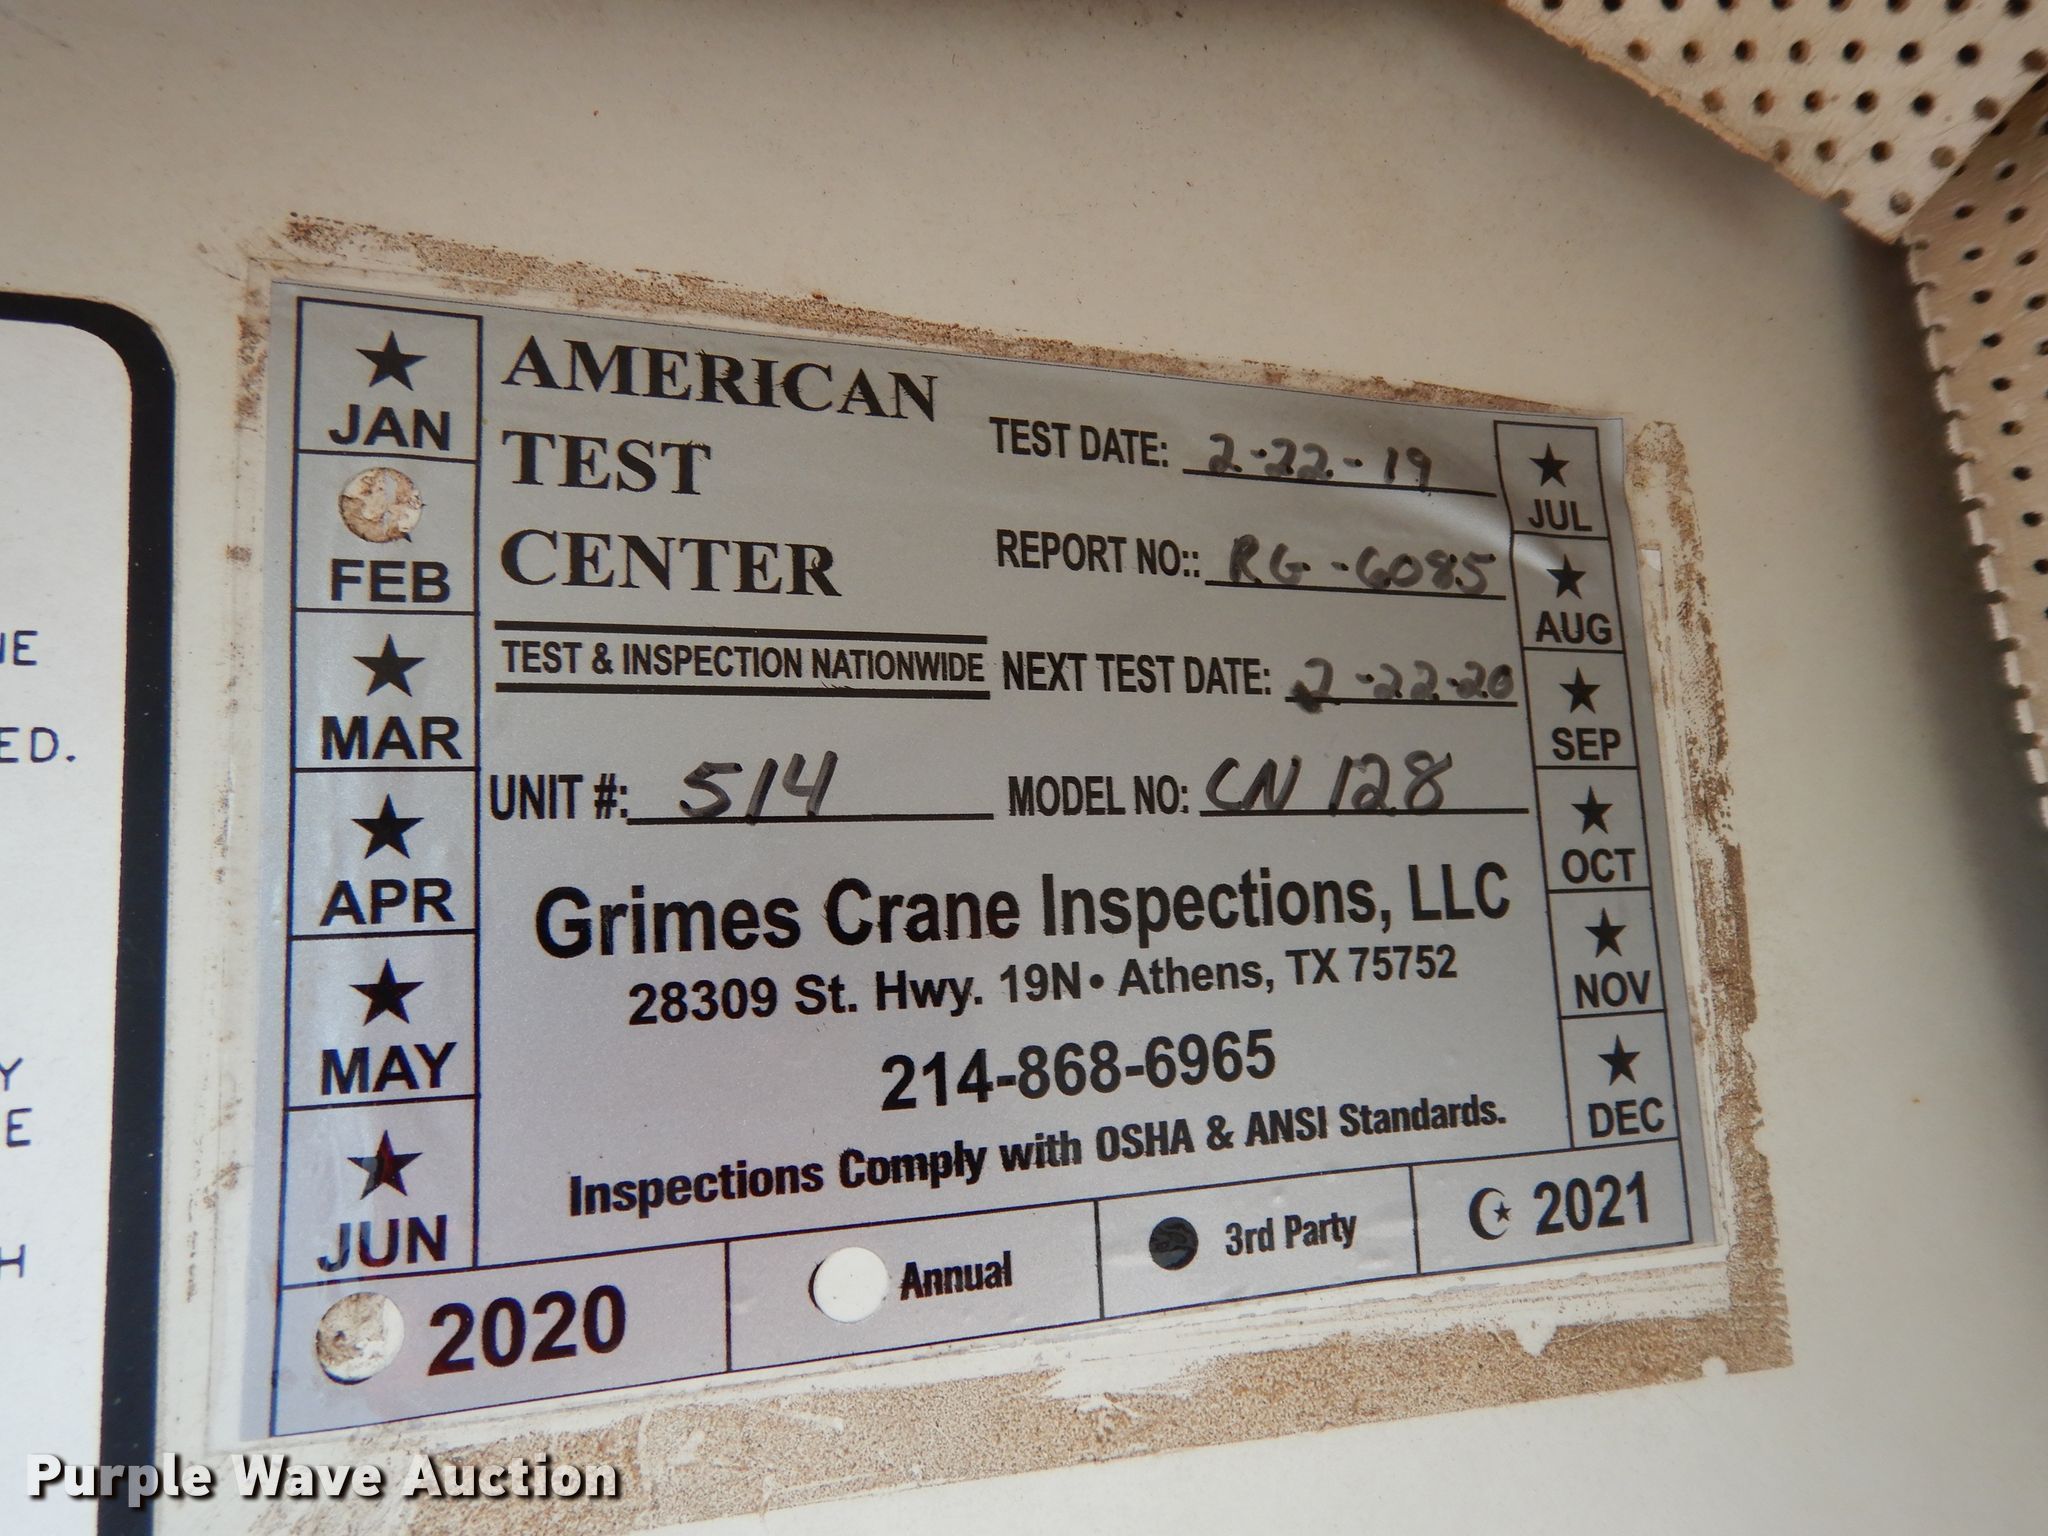 JAN
FEB
MAR
APR
MAY
JUN
2020
AMERICAN
TEST
CENTER
TEST & INSPECTION NATIONWIDE
TEST DATE: 2-22-19
REPORT NO:: RG-6085
NEXT TEST DATE: 2-22-20
UNIT #: 514
MODEL NO: CN 128
Grimes Crane Inspections, LLC
28309 St. Hwy. 19N • Athens, TX 75752
214-868-6965
Inspections Comply with OSHA & ANSI Standards.
Annual
3rd Party
2021
JUL
AUG
SEP
OCT
NOV
DEC
ED.
Y
E
H
Purple Wave Auction